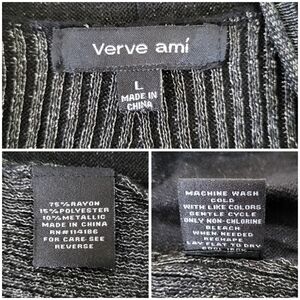 Verve amí
L
MADE IN
CHINA
75%RAYON
15%POLYESTER
10%METALLIC
MADE IN CHINA
RN#114186
FOR CARE SEE
REVERSE
MACHINE WASH
COLD
WITH LIKE COLORS
GENTLE CYCLE
ONLY NON-CHLORINE
BLEACH
WHEN NEEDED
RESHAPE
LAY FLAT TO DRY
COOL IRON